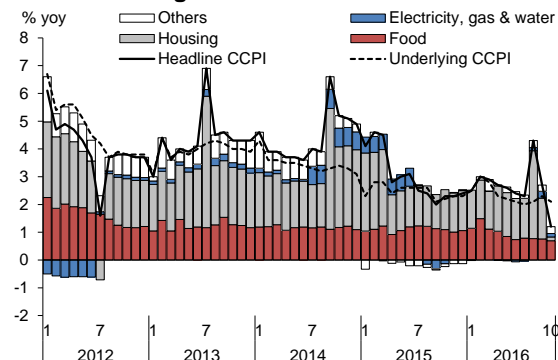 % yoy
Others
Electricity, gas & water
Housing
Food
Headline CCPI
Underlying CCPI
8
7
6
5
4
3
2
1
0
-1
-2
1 7 1 7 1 7 1 7 1 10
2012 2013 2014 2015 2016